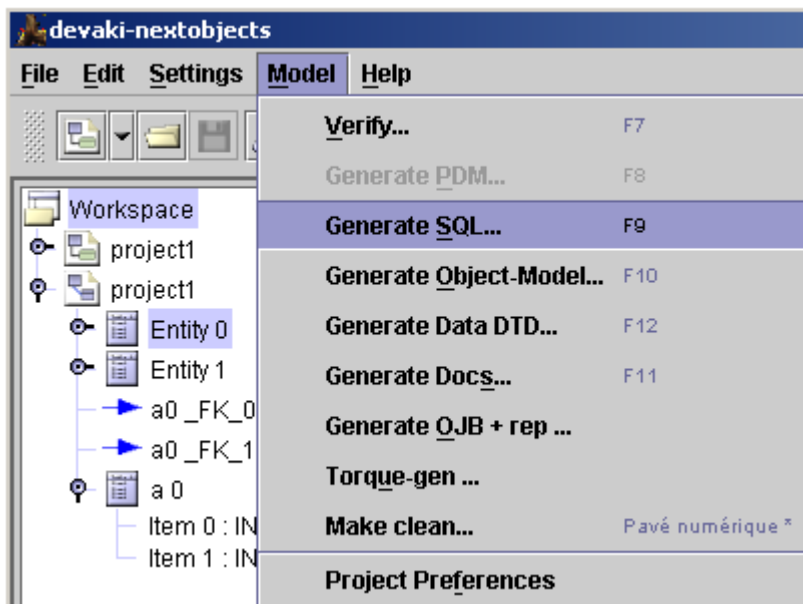 devaki-nextobjects
File Edit Settings Model Help
Verify... F7
Generate PDM... F8
Generate SQL... F9
Generate Object-Model... F10
Generate Data DTD... F12
Generate Docs... F11
Generate OJB + rep ...
Torque-gen ...
Make clean... Pavé numérique *
Project Preferences
Workspace
project1
project1
Entity 0
Entity 1
a0 _FK_0
a0 _FK_1
a 0
Item 0 : IN
Item 1 : IN